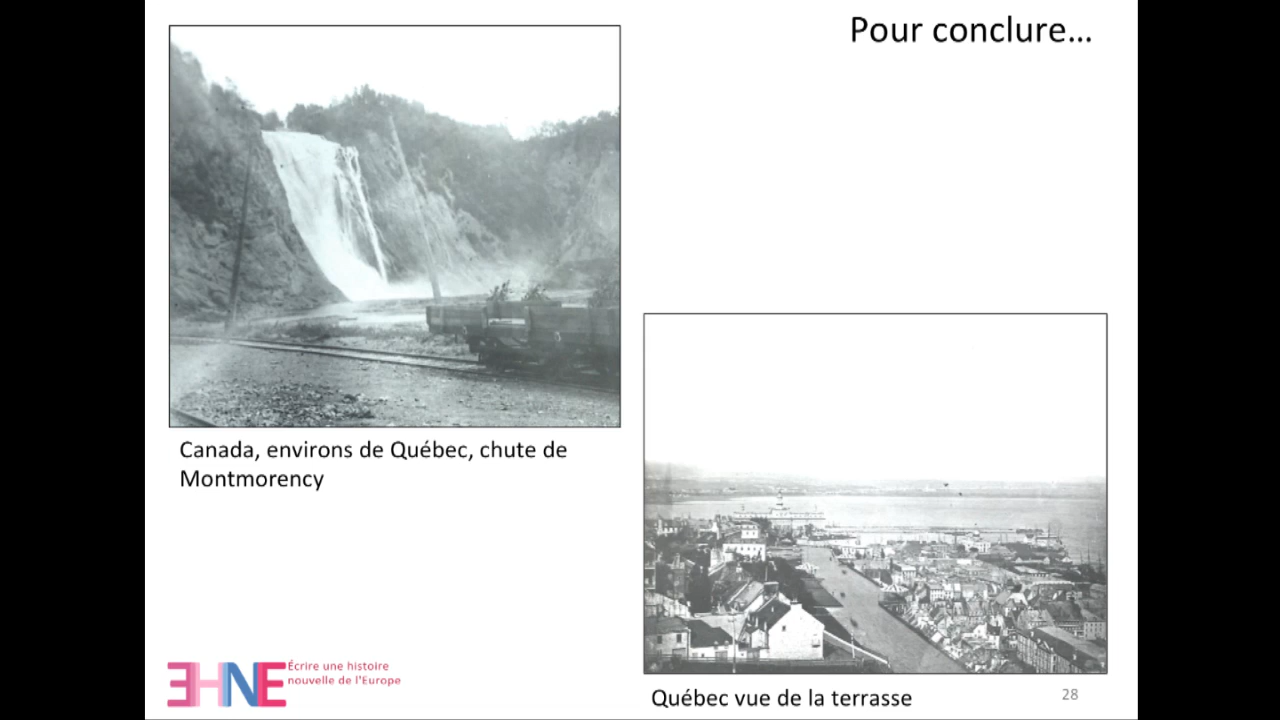 Pour conclure…
Canada, environs de Québec, chute de
Montmorency
Québec vue de la terrasse
EHNE
Écrire une histoire
nouvelle de l'Europe
28